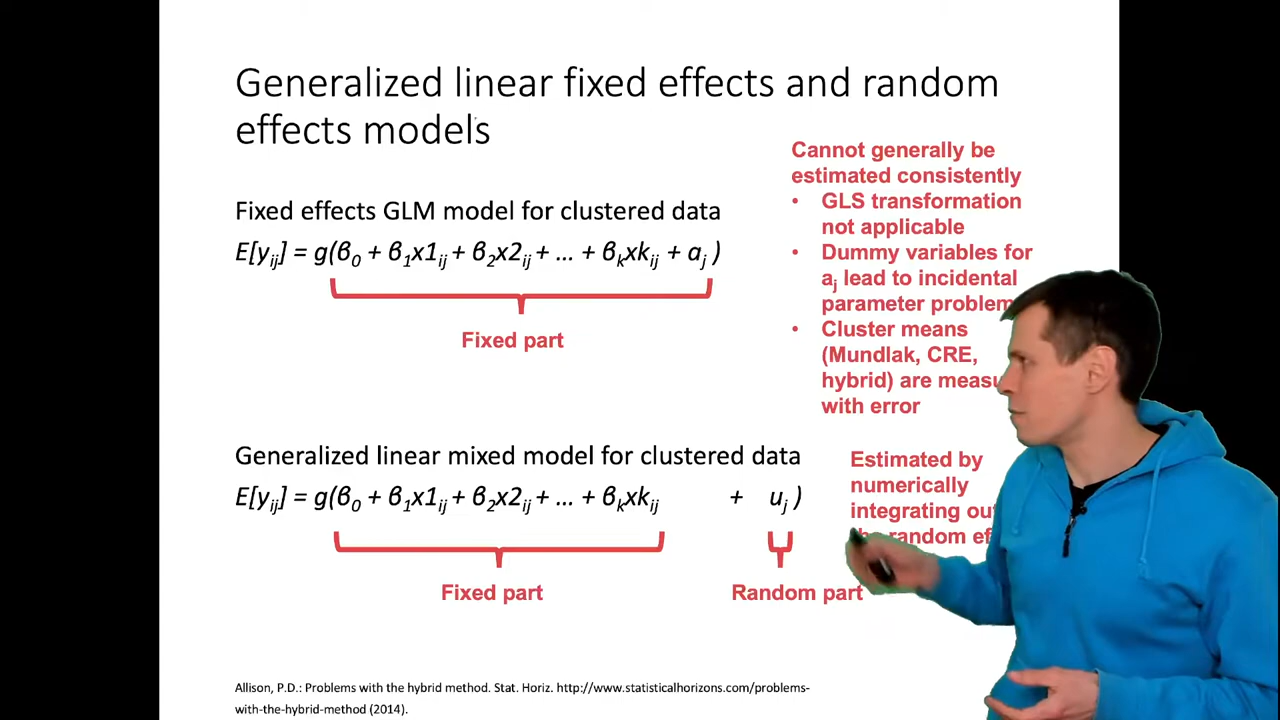 Generalized linear fixed effects and random
effects models
Cannot generally be
estimated consistently
• GLS transformation
not applicable
• Dummy variables for
aj lead to incidental
parameter problem
• Cluster means
(Mundlak, CRE,
hybrid) are
with error
Fixed effects GLM model for clustered data
E[yij] = g(β0 + β1x1ij + β2x2ij + ... + βkxkij + aj )
Fixed part
Generalized linear mixed model for clustered data
E[yij] = g(β0 + β1x1ij + β2x2ij + ... + βkxkij + uj )
Fixed part
Random part
Estimated by
numerically
integrating
random
Allison, P.D.: Problems with the hybrid method. Stat. Horiz. http://www.statisticalhorizons.com/problems-
with-the-hybrid-method (2014).